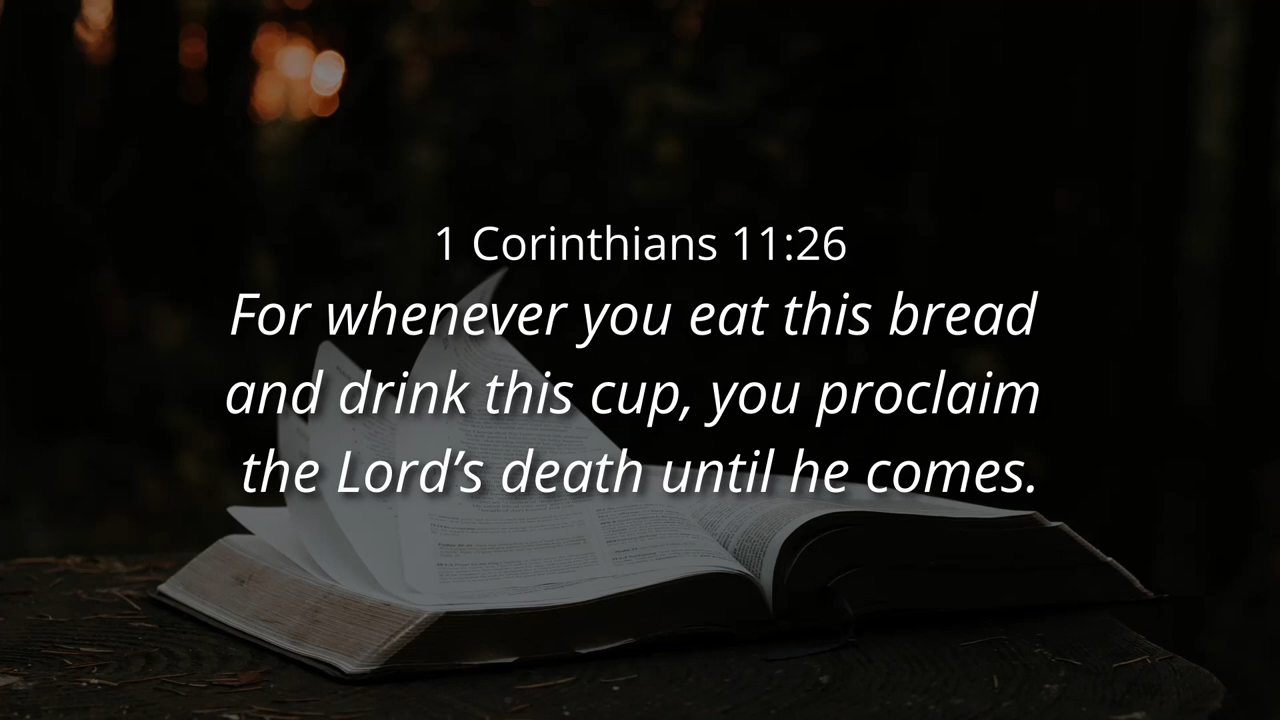 1 Corinthians 11:26
For whenever you eat this bread
and drink this cup, you proclaim
the Lord’s death until he comes.